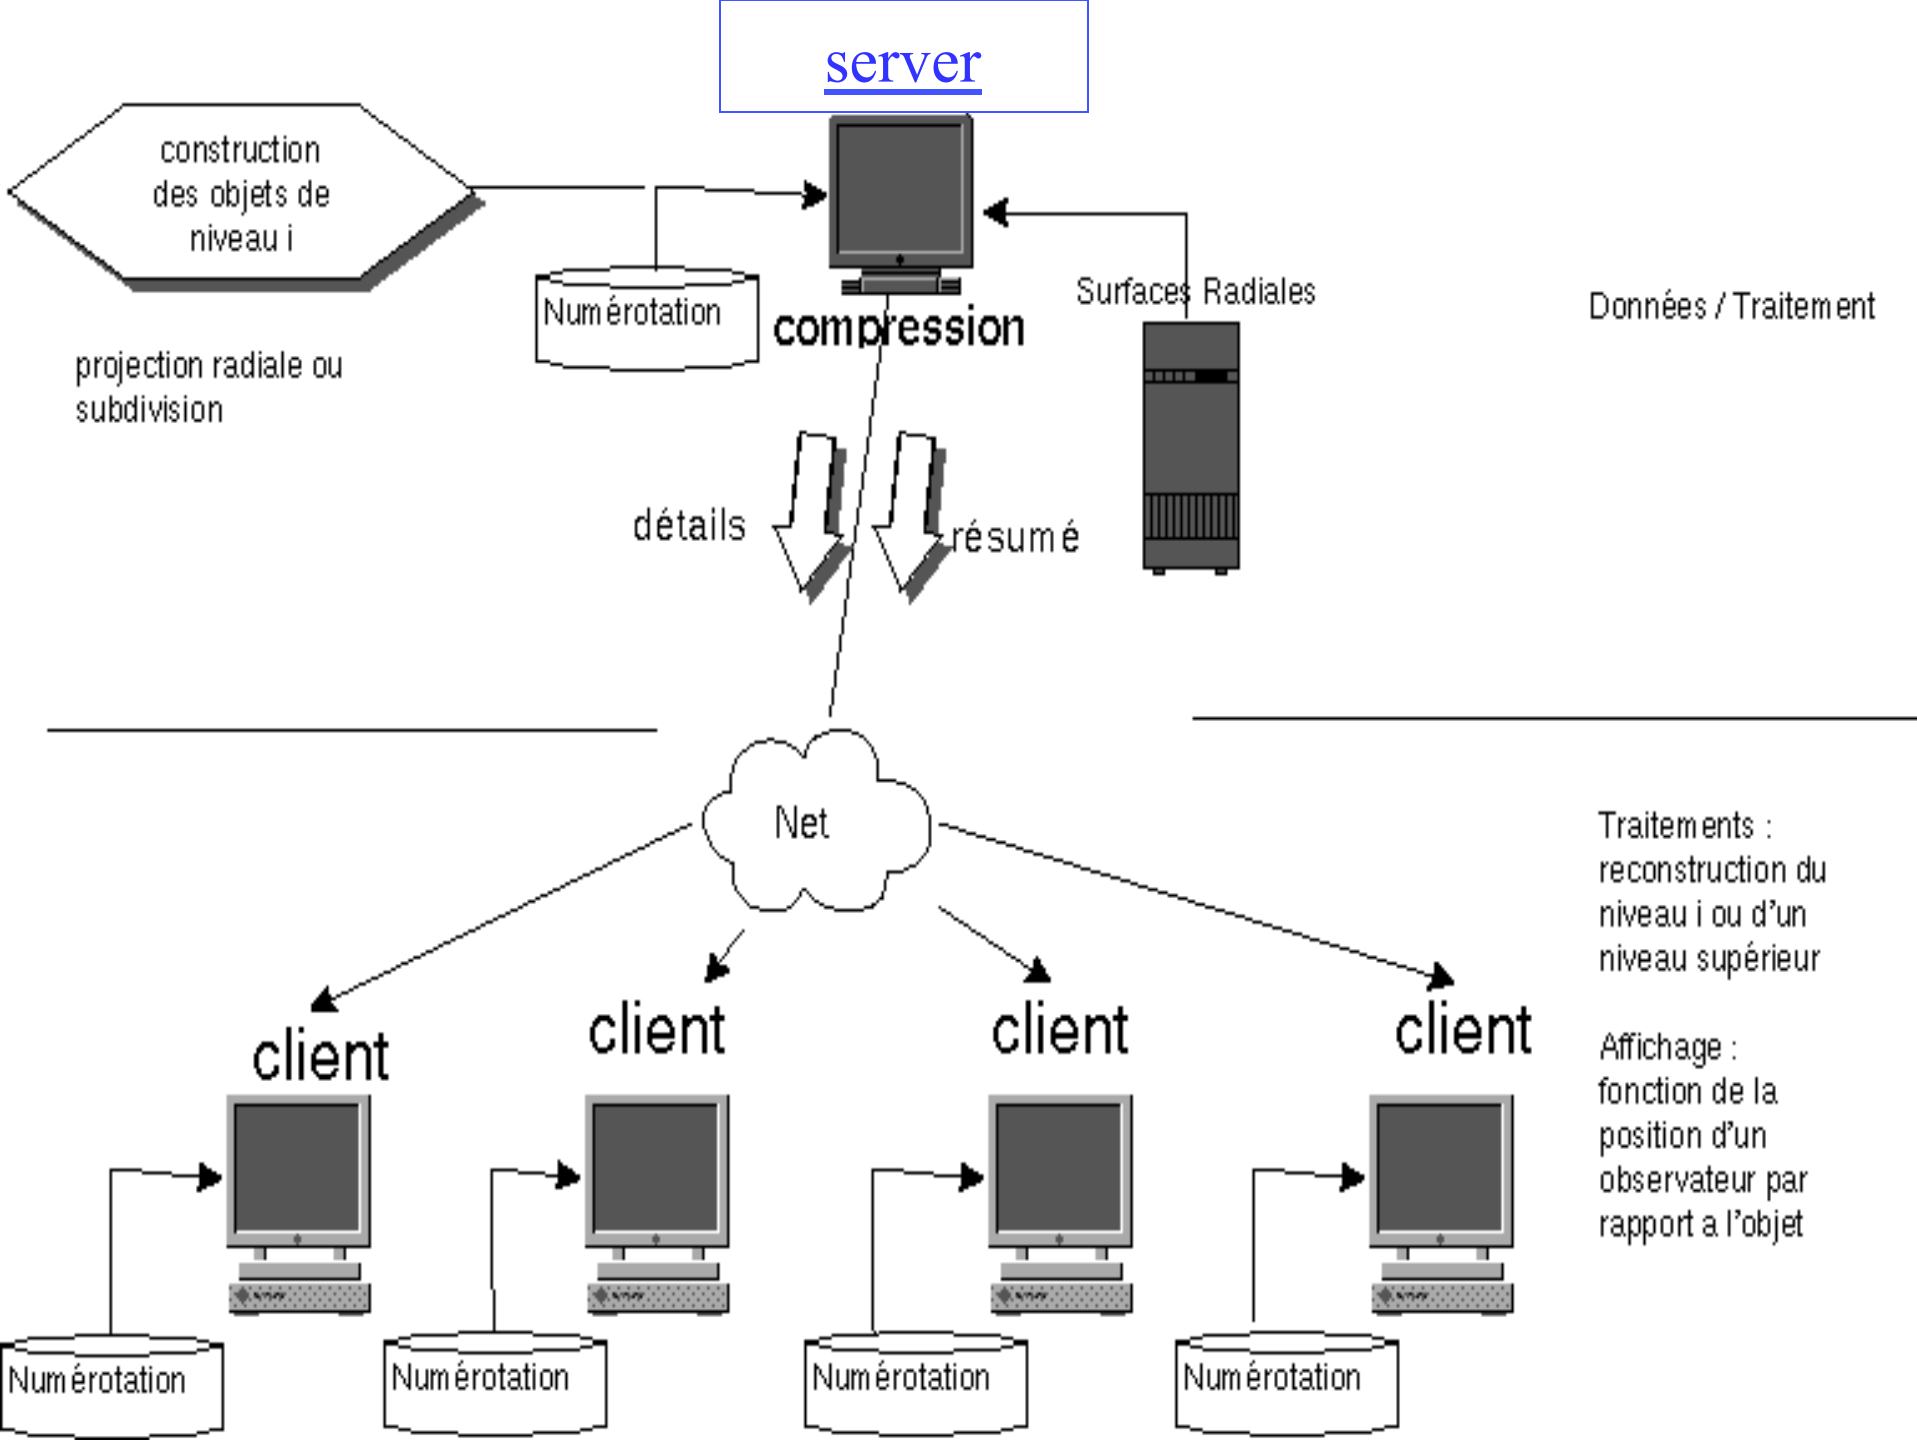 server
construction
des objets de
niveau i
Numérotation
compression
Surfaces Radiales
Données / Traitement
projection radiale ou
subdivision
détails
résumé
Net
Traitements :
reconstruction du
niveau i ou d'un
niveau supérieur
client
client
client
client
Affichage :
fonction de la
position d'un
observateur par
rapport a l'objet
Numérotation
Numérotation
Numérotation
Numérotation